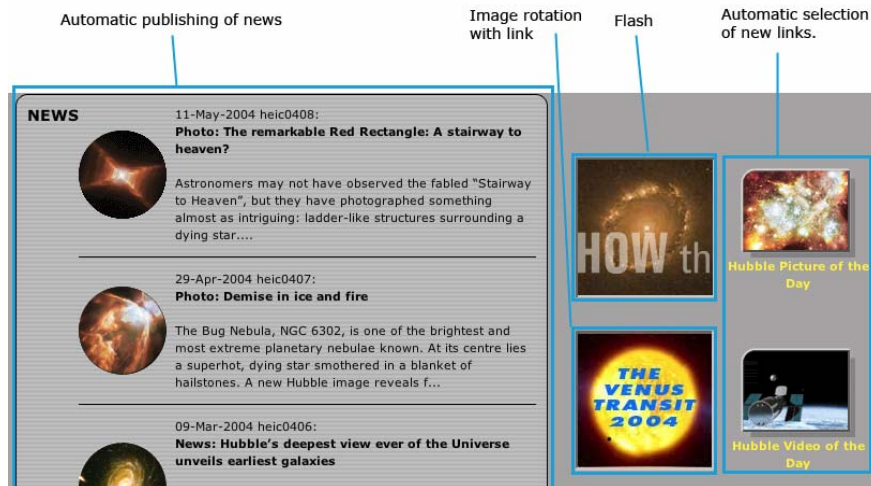 Automatic publishing of news
Image rotation
with link
Flash
Automatic selection
of new links.
NEWS
11-May-2004 heic0408:
Photo: The remarkable Red Rectangle: A stairway to
heaven?
Astronomers may not have observed the fabled “Stairway
to Heaven”, but they have photographed something
almost as intriguing: ladder-like structures surrounding a
dying star....
29-Apr-2004 heic0407:
Photo: Demise in ice and fire
The Bug Nebula, NGC 6302, is one of the brightest and
most extreme planetary nebulae known. At its centre lies
a superhot, dying star smothered in a blanket of
hailstones. A new Hubble image reveals f...
09-Mar-2004 heic0406:
News: Hubble’s deepest view ever of the Universe
unveils earliest galaxies
HOW th
THE
VENUS
TRANSIT
2004
Hubble Picture of the
Day
Hubble Video of the
Day